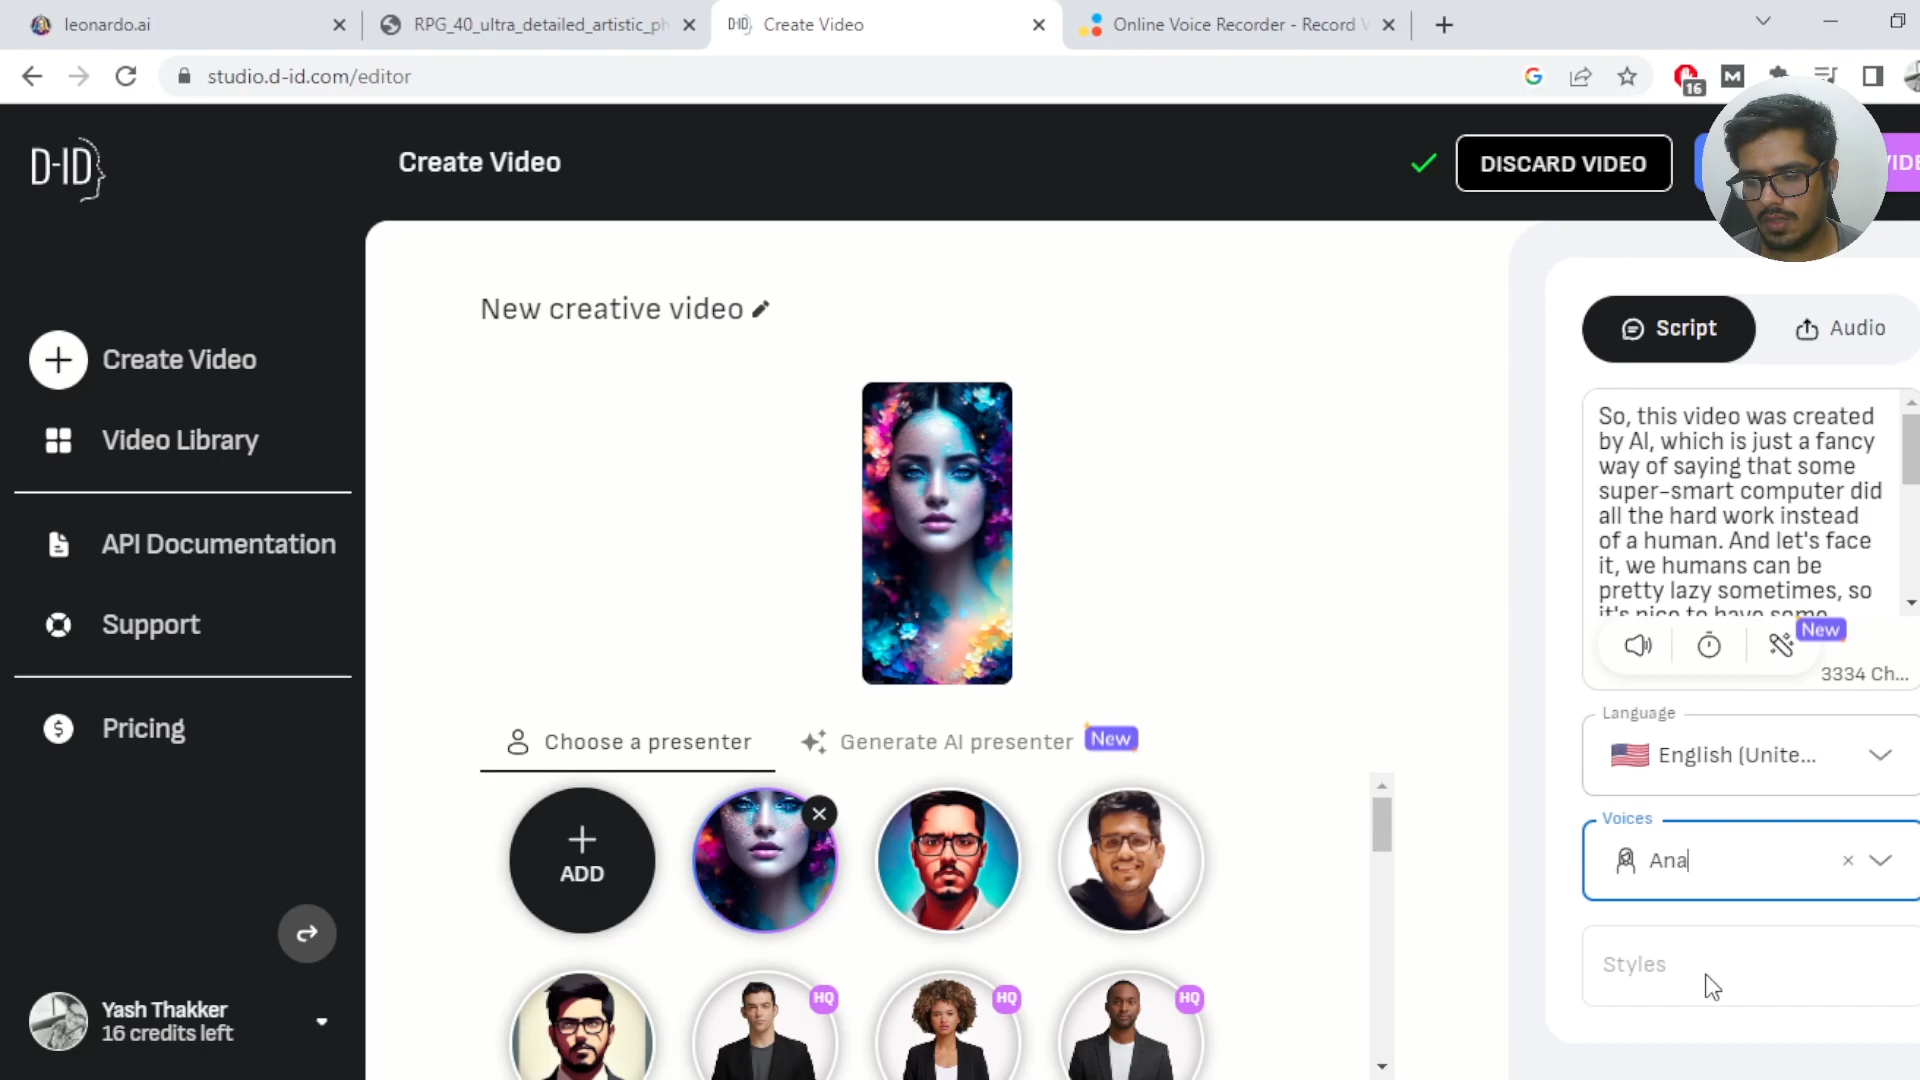 leonardo.ai
RPG_40_ultra_detailed_artistic_ph
Create Video
Online Voice Recorder - Record V
studio.d-id.com/editor
16
D-ID
Create Video
DISCARD VIDEO
New creative video
Script
Audio
Create Video
Video Library
API Documentation
Support
Pricing
So, this video was created
by AI, which is just a fancy
way of saying that some
super-smart computer did
all the hard work instead
of a human. And let's face
it, we humans can be
pretty lazy sometimes, so
it's nice to have some
New
3334 Ch...
Language
English (Unite...
Voices
Ana
Styles
Choose a presenter
Generate AI presenter
New
ADD
HQ
HQ
HQ
Yash Thakker
16 credits left